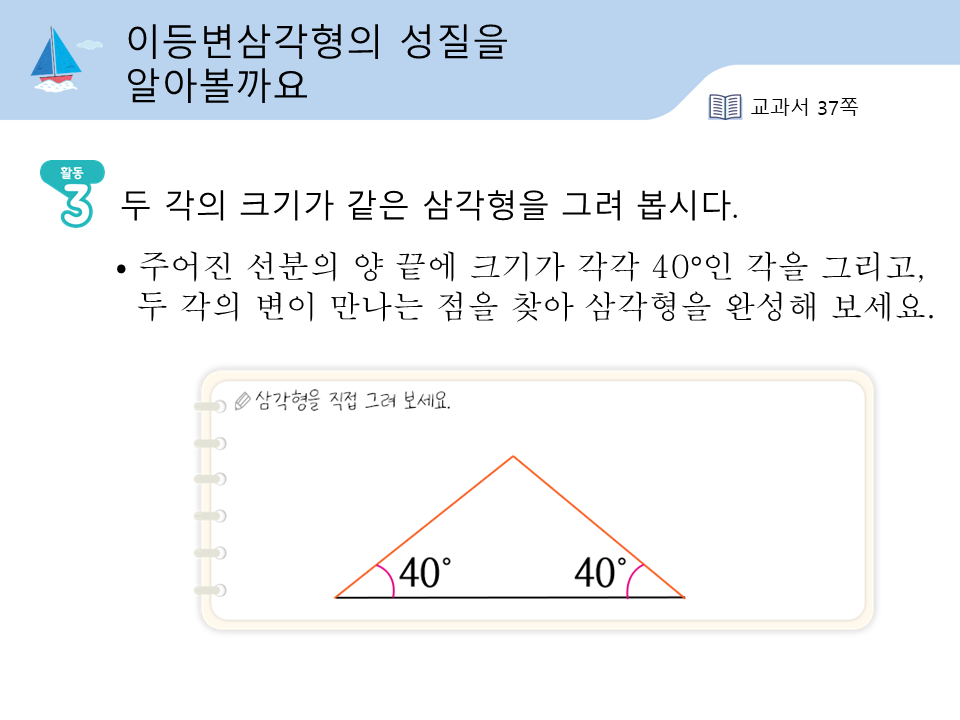 이등변삼각형의 성질을
알아볼까요
교과서 37쪽
활동
3
두 각의 크기가 같은 삼각형을 그려 봅시다.
• 주어진 선분의 양 끝에 크기가 각각 40°인 각을 그리고,
두 각의 변이 만나는 점을 찾아 삼각형을 완성해 보세요.
삼각형을 직접 그려 보세요.
40° 40°